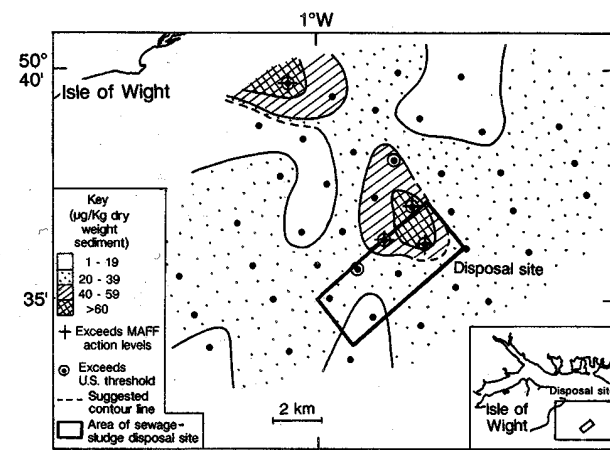 1°W
50°
40'
Isle of Wight
Key
(µg/Kg dry
weight
sediment)
1 - 19
20 - 39
40 - 59
>60
Exceeds MAFF
action levels
Exceeds
U.S. threshold
Suggested
contour line
Area of sewage-
sludge disposal site
35'
Disposal site
2 km
Disposal site
Isle of
Wight